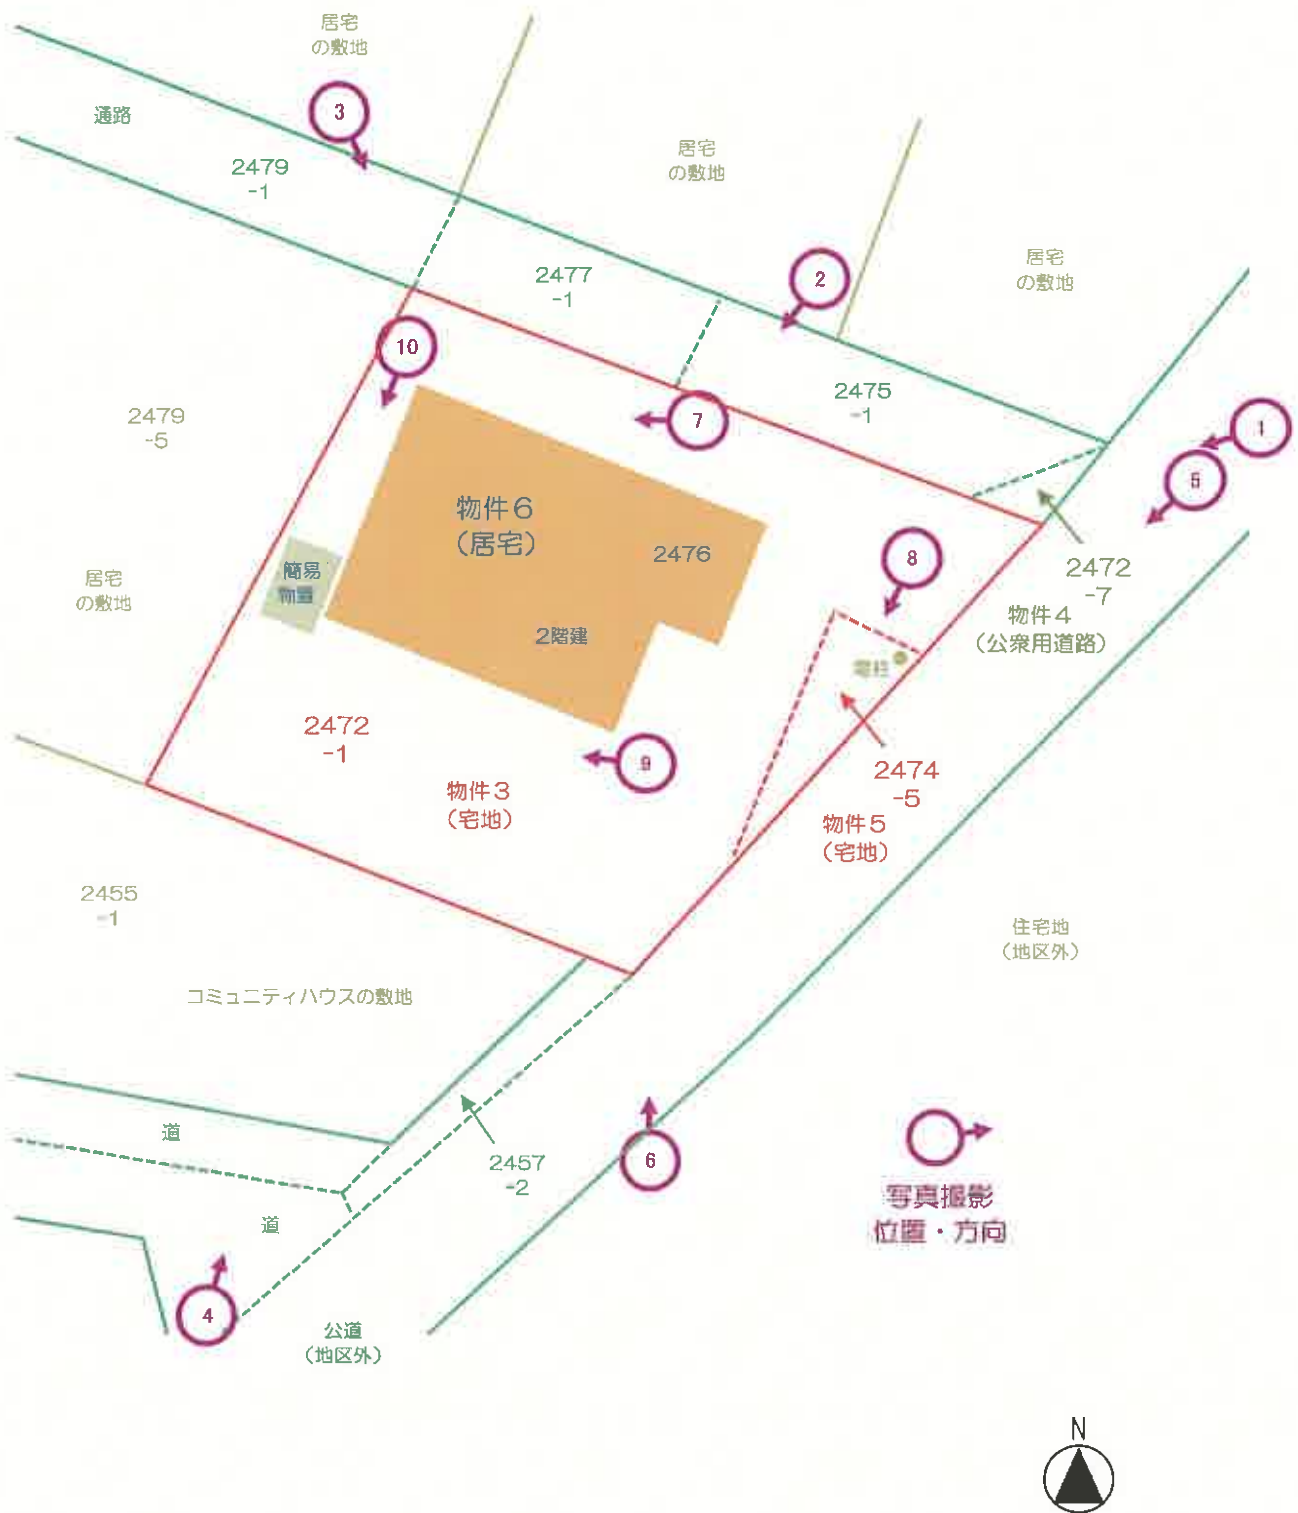 居宅
の敷地
通路
3
2479
-1
居宅
の敷地
2477
-1
2
居宅
の敷地
10
2475
-1
7
1
5
2479
-5
物件6
（居宅）
2476
8
2472
-7
物件4
（公衆用道路）
簡易
物置
居宅
の敷地
2階建
電柱
2472
-1
9
物件3
（宅地）
2474
-5
物件5
（宅地）
2455
-1
住宅地
（地区外）
コミュニティハウスの敷地
道
2457
-2
6
写真撮影
位置・方向
道
4
公道
（地区外）
N